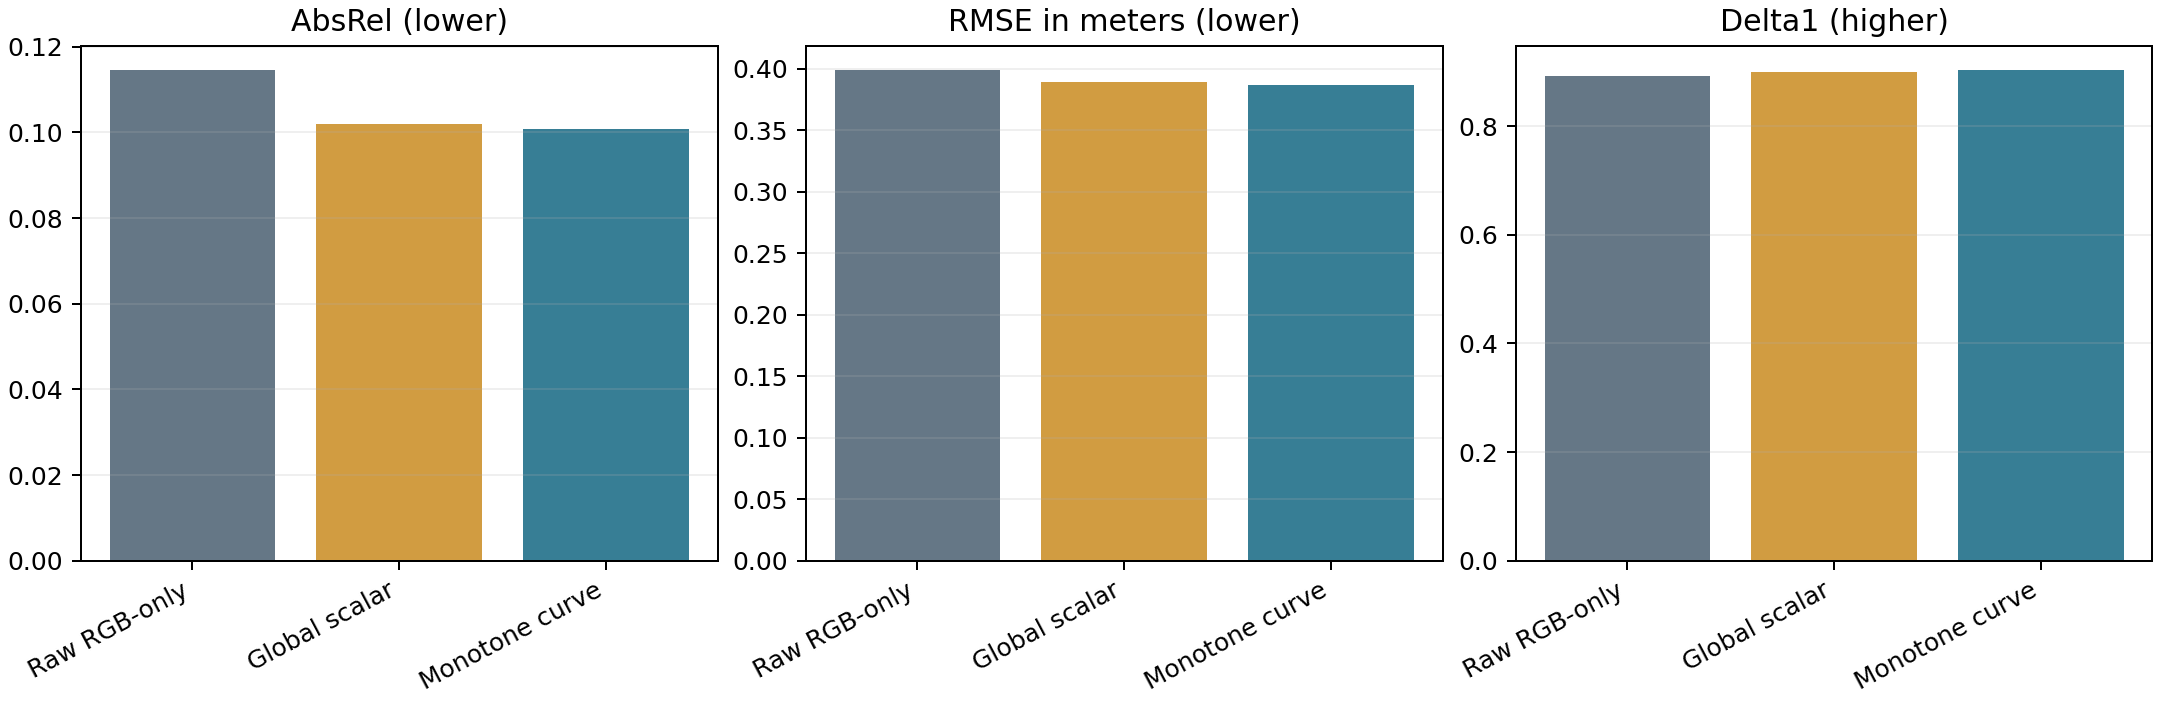 AbsRel (lower)
0.12
0.10
0.08
0.06
0.04
0.02
0.00
Raw RGB-only
Global scalar
Monotone curve
RMSE in meters (lower)
0.40
0.35
0.30
0.25
0.20
0.15
0.10
0.05
0.00
Raw RGB-only
Global scalar
Monotone curve
Delta1 (higher)
0.8
0.6
0.4
0.2
0.0
Raw RGB-only
Global scalar
Monotone curve